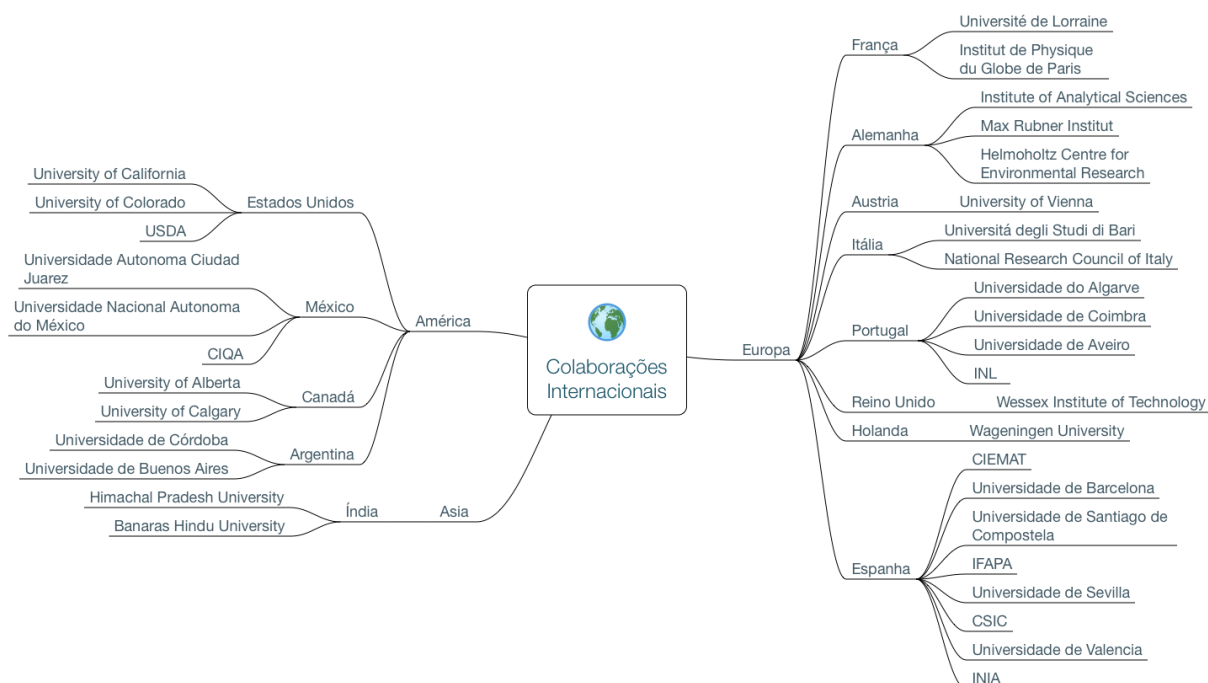 Colaborações
Internacionais
América
Estados Unidos
University of California
University of Colorado
USDA
México
Universidade Autonoma Ciudad
Juarez
Universidade Nacional Autonoma
do México
CIQA
Canadá
University of Alberta
University of Calgary
Argentina
Universidade de Córdoba
Universidade de Buenos Aires
Asia
Índia
Himachal Pradesh University
Banaras Hindu University
Europa
França
Université de Lorraine
Institut de Physique
du Globe de Paris
Alemanha
Institute of Analytical Sciences
Max Rubner Institut
Helmoholtz Centre for
Environmental Research
Austria
University of Vienna
Itália
Universitá degli Studi di Bari
National Research Council of Italy
Portugal
Universidade do Algarve
Universidade de Coimbra
Universidade de Aveiro
INL
Reino Unido
Wessex Institute of Technology
Holanda
Wageningen University
Espanha
CIEMAT
Universidade de Barcelona
Universidade de Santiago de
Compostela
IFAPA
Universidade de Sevilla
CSIC
Universidade de Valencia
INIA